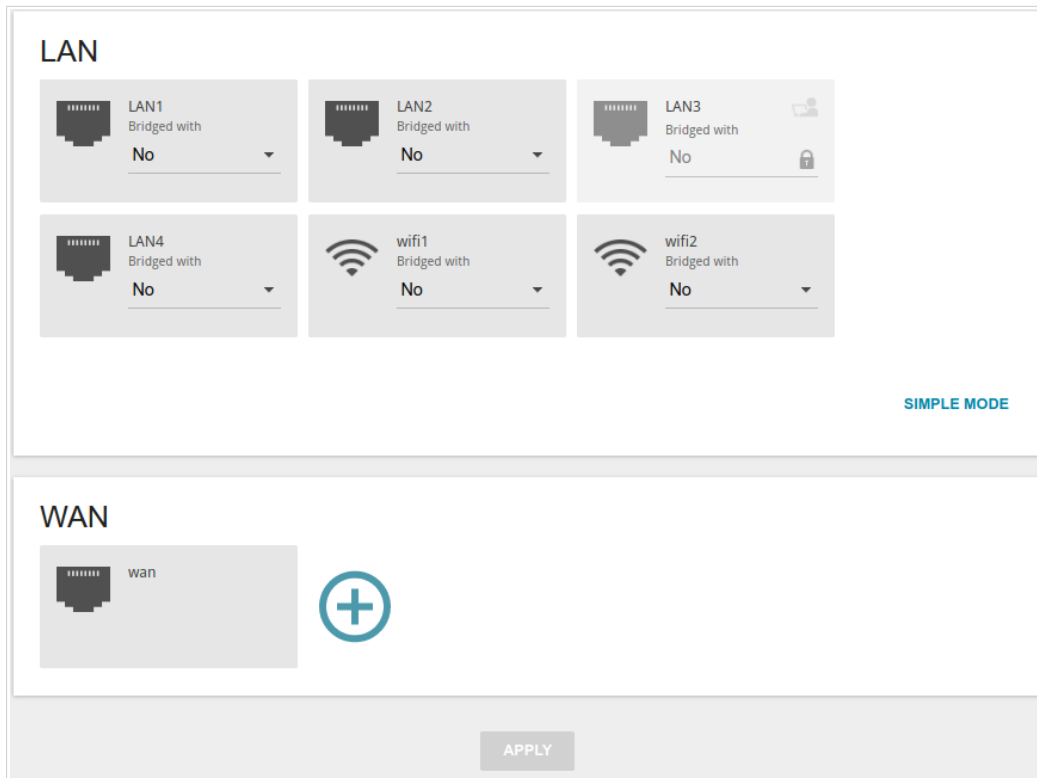 LAN
LAN1
Bridged with
No
LAN2
Bridged with
No
LAN3
Bridged with
No
LAN4
Bridged with
No
wifi1
Bridged with
No
wifi2
Bridged with
No
SIMPLE MODE
WAN
wan
APPLY